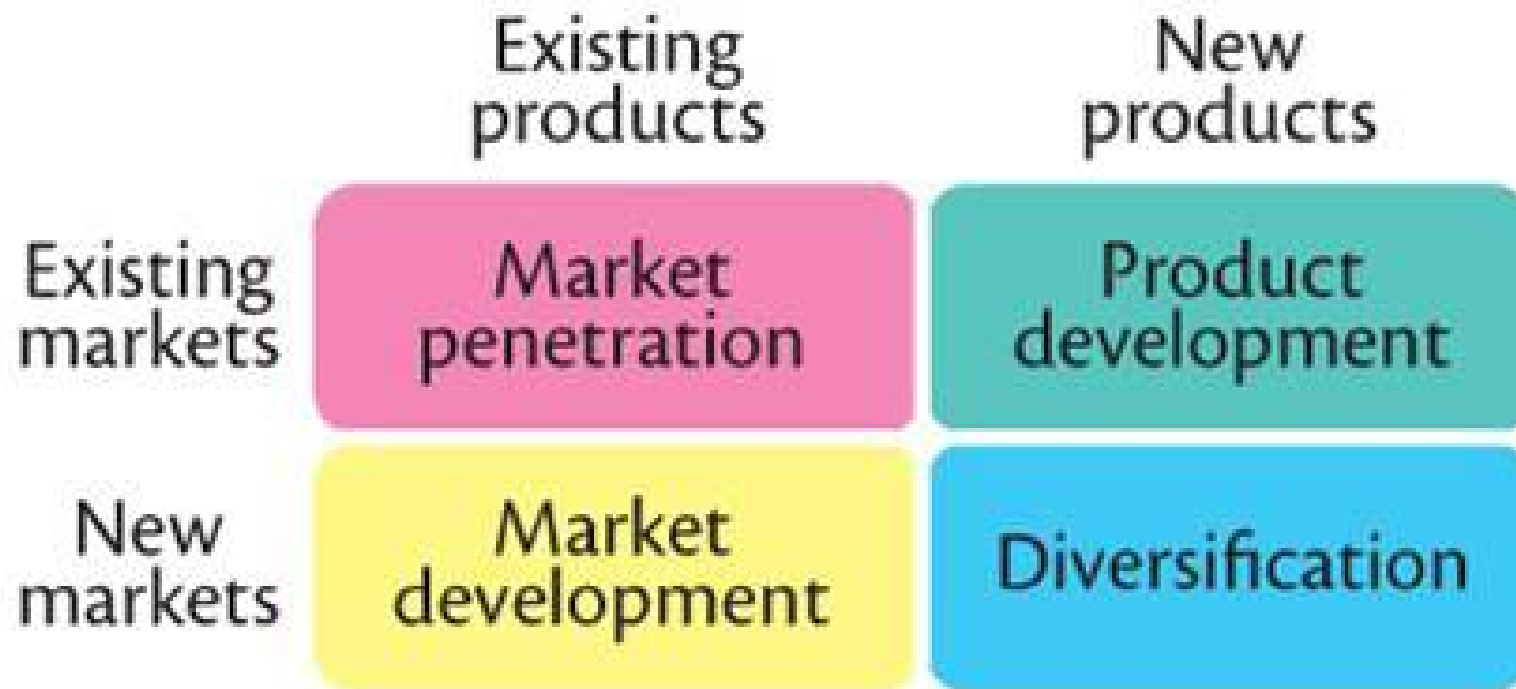 Existing
products
New
products
Existing
markets
Market
penetration
Product
development
New
markets
Market
development
Diversification